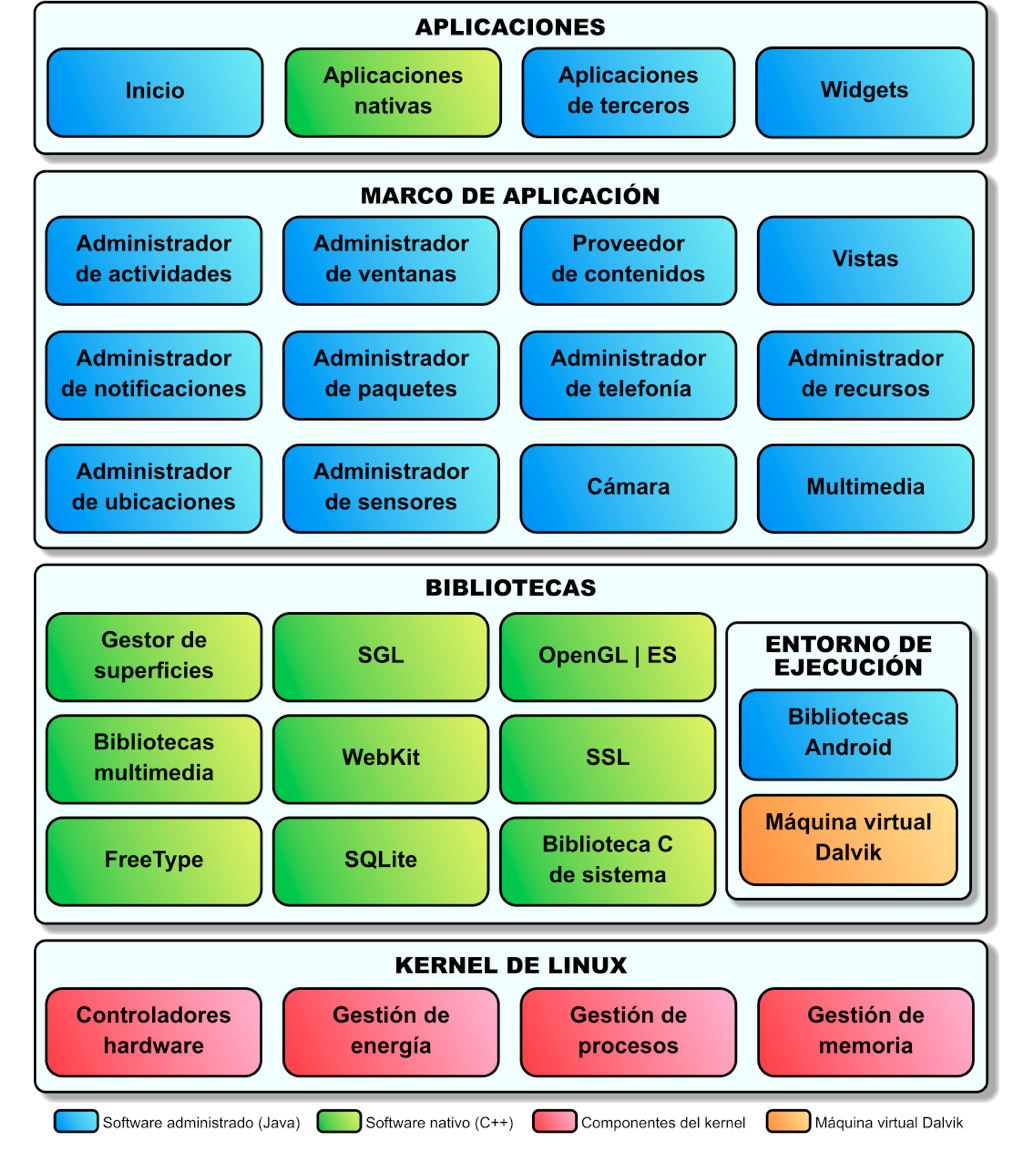 APLICACIONES
Inicio
Aplicaciones
nativas
Aplicaciones
de terceros
Widgets
MARCO DE APLICACIÓN
Administrador
de actividades
Administrador
de ventanas
Proveedor
de contenidos
Vistas
Administrador
de notificaciones
Administrador
de paquetes
Administrador
de telefonía
Administrador
de recursos
Administrador
de ubicaciones
Administrador
de sensores
Cámara
Multimedia
BIBLIOTECAS
Gestor de
superficies
SGL
OpenGL | ES
Bibliotecas
multimedia
WebKit
SSL
FreeType
SQLite
Biblioteca C
de sistema
ENTORNO DE
EJECUCIÓN
Bibliotecas
Android
Máquina virtual
Dalvik
KERNEL DE LINUX
Controladores
hardware
Gestión de
energía
Gestión de
procesos
Gestión de
memoria
Software administrado (Java)
Software nativo (C++)
Componentes del kernel
Máquina virtual Dalvik